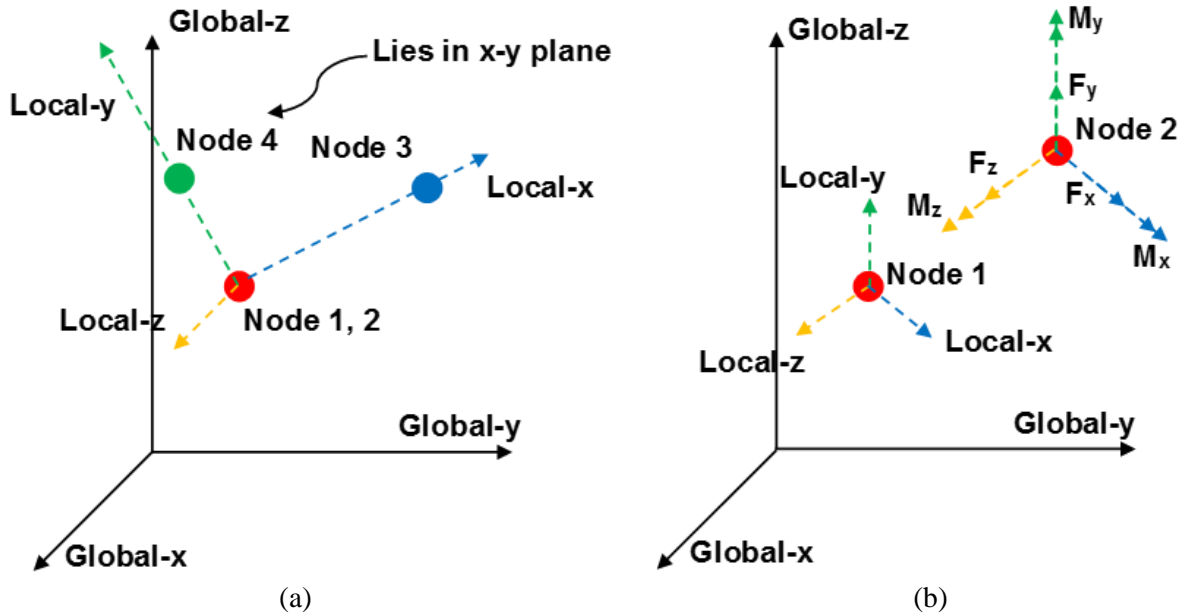 Global-z
Lies in x-y plane
Local-y
Node 4
Node 3
Local-x
Local-z
Node 1, 2
Global-y
Global-x
(a)
Global-z
My
Fy
Node 2
Fz
Fx
Local-y
Mz
Mx
Node 1
Local-x
Local-z
Global-y
Global-x
(b)